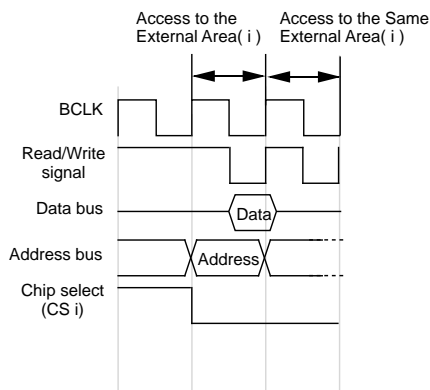 Access to the
External Area( i )
Access to the Same
External Area( i )
BCLK
Read/Write
signal
Data bus
Data
Address bus
Address
Chip select
(CS i)